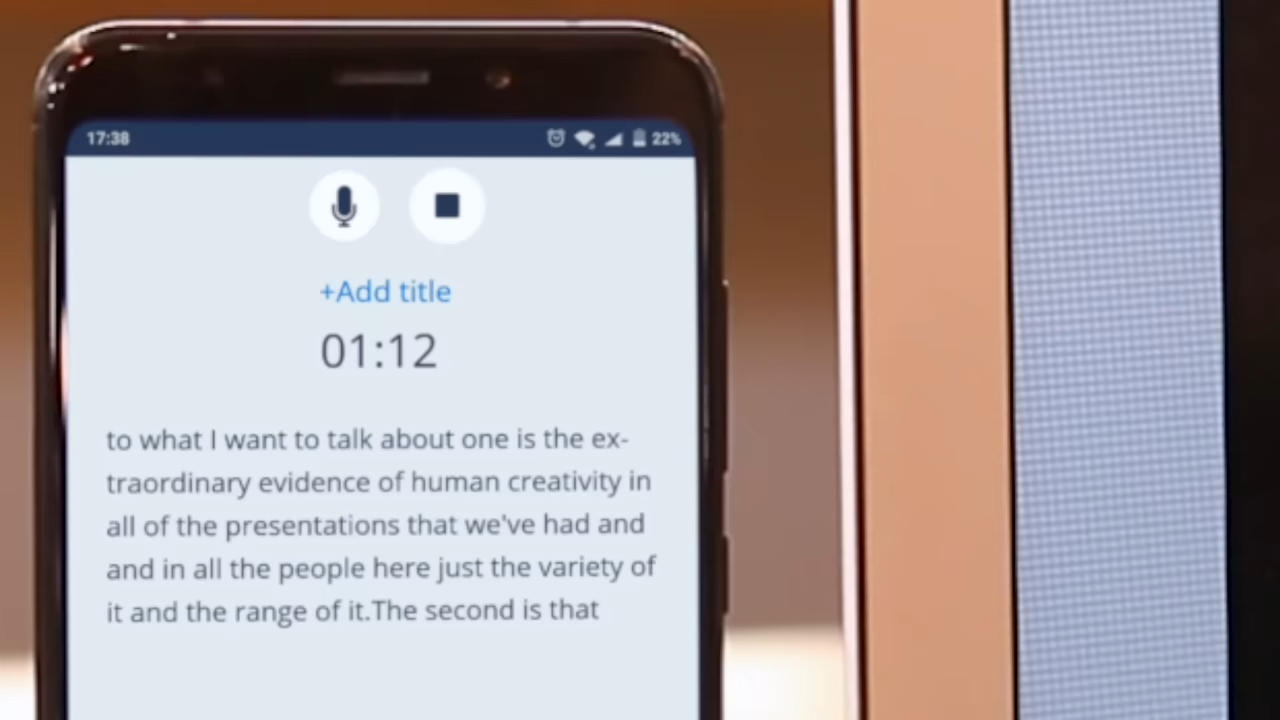 17:38 22%
+Add title
01:12
to what I want to talk about one is the ex-
traordinary evidence of human creativity in
all of the presentations that we've had and
and in all the people here just the variety of
it and the range of it.The second is that